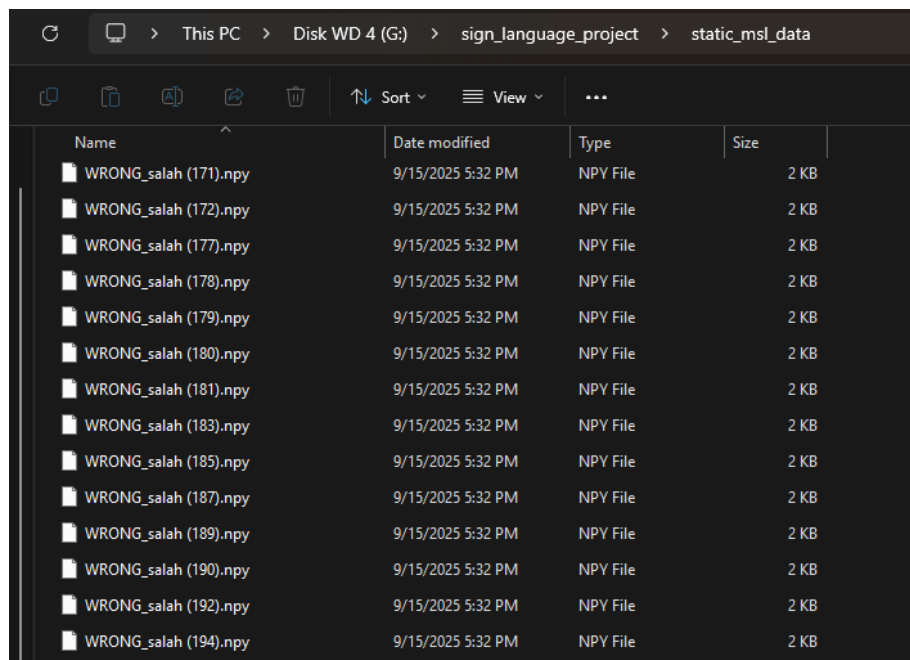 This PC > Disk WD 4 (G:) > sign_language_project > static_msl_data
Sort View
Name Date modified Type Size
WRONG_salah (171).npy 9/15/2025 5:32 PM NPY File 2 KB
WRONG_salah (172).npy 9/15/2025 5:32 PM NPY File 2 KB
WRONG_salah (177).npy 9/15/2025 5:32 PM NPY File 2 KB
WRONG_salah (178).npy 9/15/2025 5:32 PM NPY File 2 KB
WRONG_salah (179).npy 9/15/2025 5:32 PM NPY File 2 KB
WRONG_salah (180).npy 9/15/2025 5:32 PM NPY File 2 KB
WRONG_salah (181).npy 9/15/2025 5:32 PM NPY File 2 KB
WRONG_salah (183).npy 9/15/2025 5:32 PM NPY File 2 KB
WRONG_salah (185).npy 9/15/2025 5:32 PM NPY File 2 KB
WRONG_salah (187).npy 9/15/2025 5:32 PM NPY File 2 KB
WRONG_salah (189).npy 9/15/2025 5:32 PM NPY File 2 KB
WRONG_salah (190).npy 9/15/2025 5:32 PM NPY File 2 KB
WRONG_salah (192).npy 9/15/2025 5:32 PM NPY File 2 KB
WRONG_salah (194).npy 9/15/2025 5:32 PM NPY File 2 KB